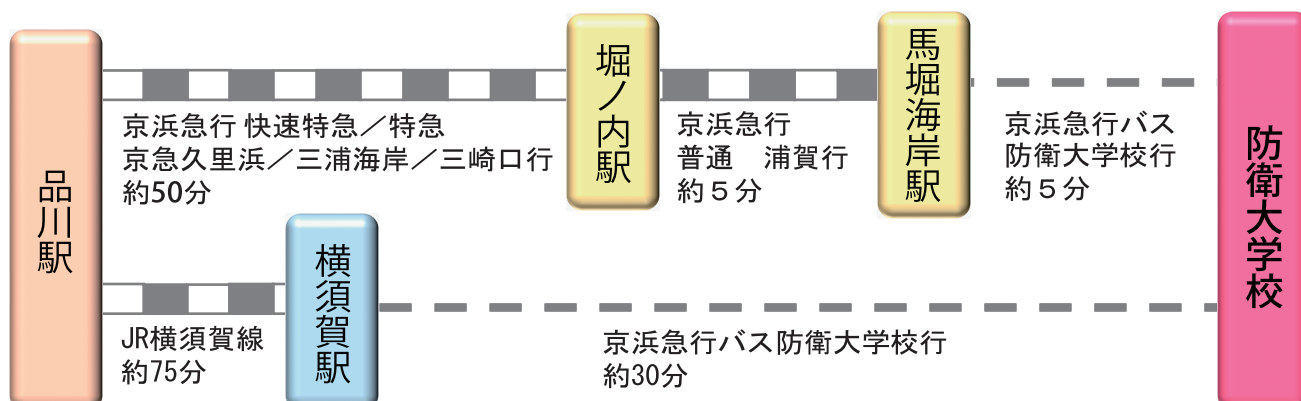 品川駅
京浜急行 快速特急／特急
京急久里浜／三浦海岸／三崎口行
約50分
堀ノ内駅
京浜急行
普通　浦賀行
約５分
馬堀海岸駅
京浜急行バス
防衛大学校行
約５分
防衛大学校
JR横須賀線
約75分
横須賀駅
京浜急行バス防衛大学校行
約30分